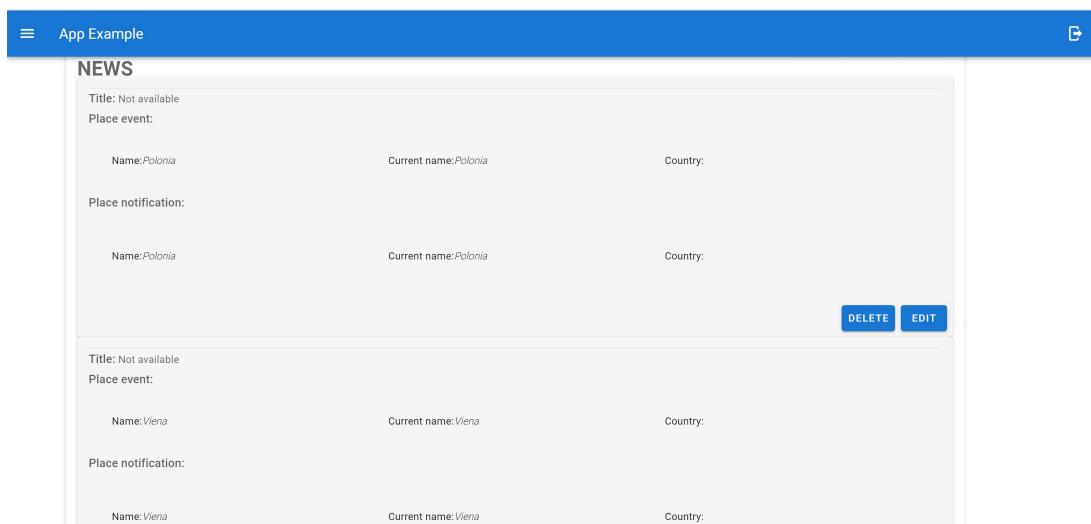 App Example
NEWS
Title: Not available
Place event:
Name:Polonia Current name:Polonia Country:
Place notification:
Name:Polonia Current name:Polonia Country:
DELETE EDIT
Title: Not available
Place event:
Name:Viena Current name:Viena Country:
Place notification:
Name:Viena Current name:Viena Country: